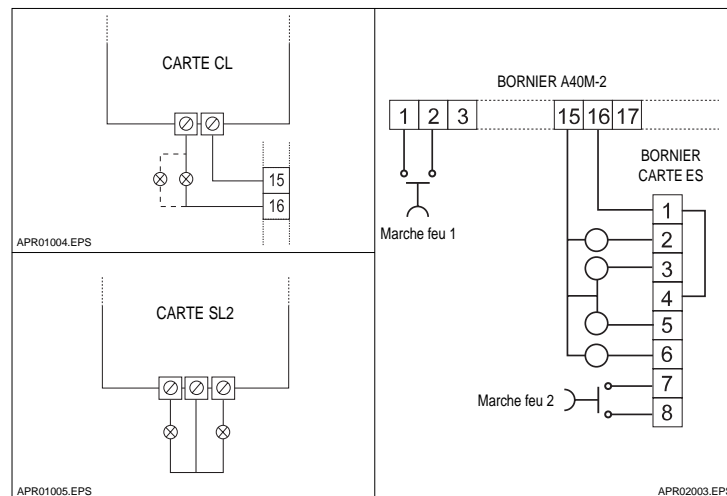 CARTE CL
15
16
APR01004.EPS
CARTE SL2
APR01005.EPS
BORNIER A40M-2
1 2 3 15 16 17
Marche feu 1
BORNIER
CARTE ES
1
2
3
4
5
6
7
8
Marche feu 2
APR02003.EPS